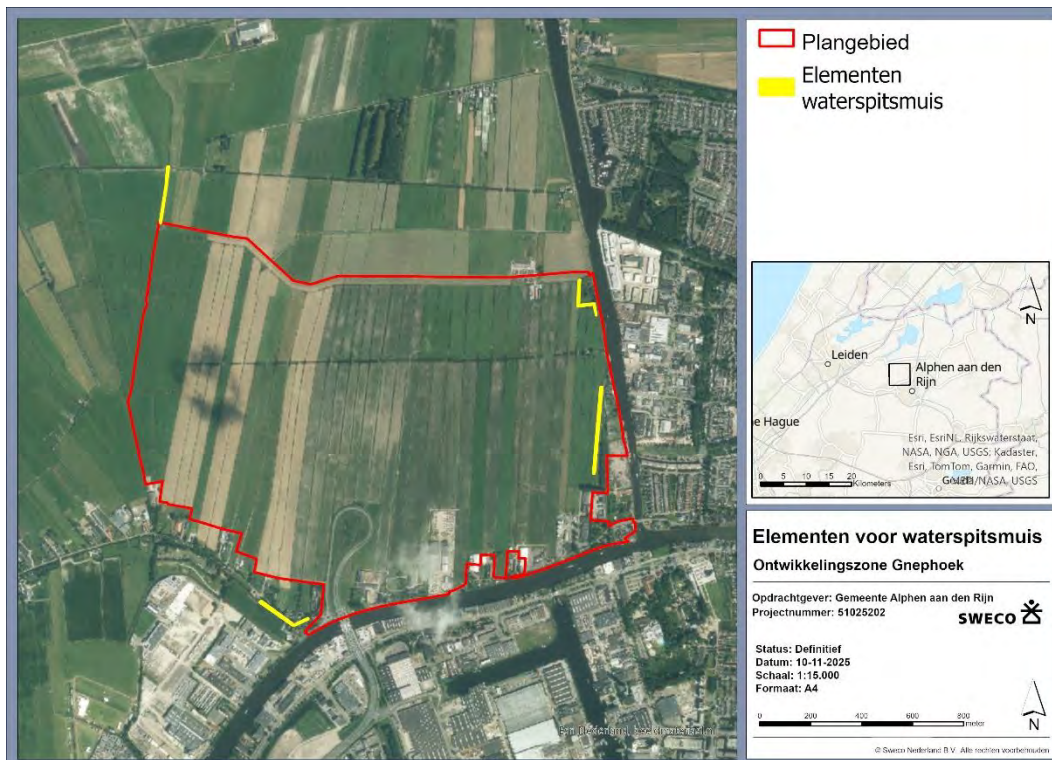 Plangebied
Elementen
waterspitsmuis
N
Leiden
Alphen aan den
Rijn
e Hague
Esri, EsriNL, Rijkswaterstaat,
NASA, NGA, USGS; Kadaster,
Esri, TomTom, Garmin, FAO,
/NASA, USGS
0 5 10 15 20
Kilometers
Elementen voor waterspitsmuis
Ontwikkelingszone Gnephoek
Opdrachtgever: Gemeente Alphen aan den Rijn
Projectnummer: 51025202
SWECO
Status: Definitief
Datum: 10-11-2025
Schaal: 1:15.000
Formaat: A4
0 200 400 600 800
meter
N
© Sweco Nederland B.V. Alle rechten voorbehouden